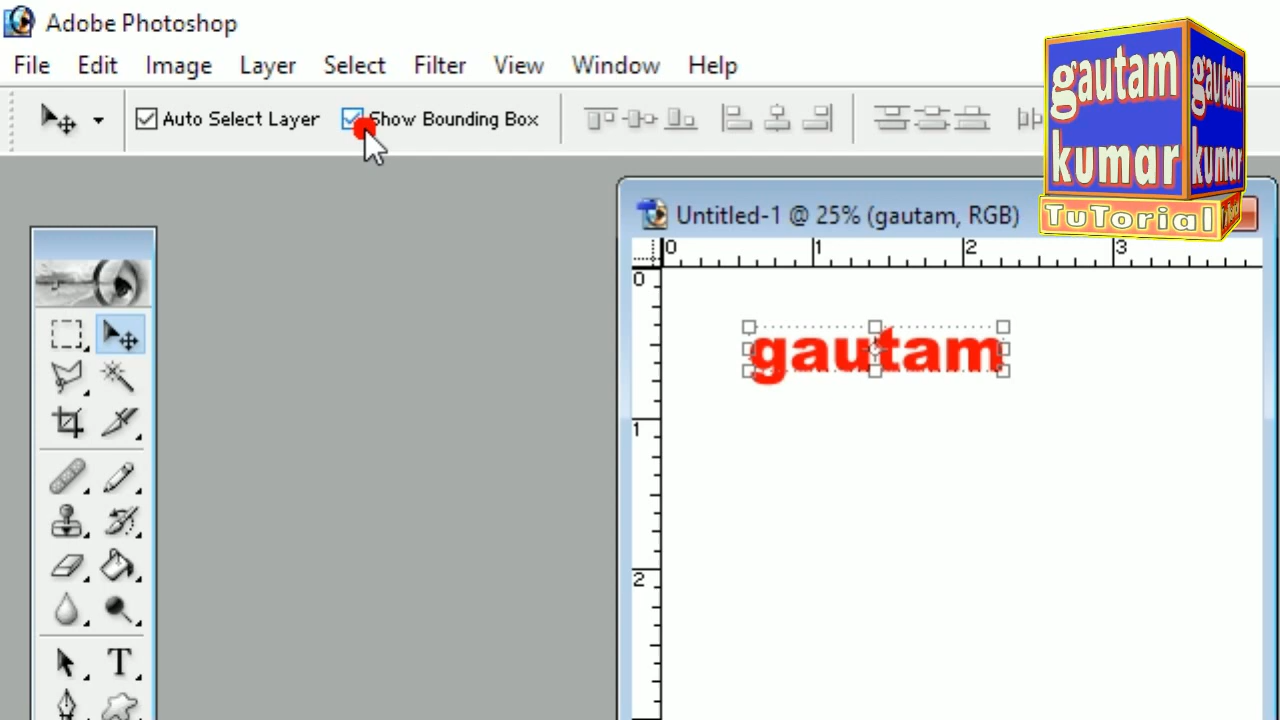 Adobe Photoshop
File Edit Image Layer Select Filter View Window Help
Auto Select Layer Show Bounding Box
gautam kumar TuTorial
gautam kumar
Untitled-1 @ 25% (gautam, RGB)
0 1 2 3
0
gautam
1
2
T